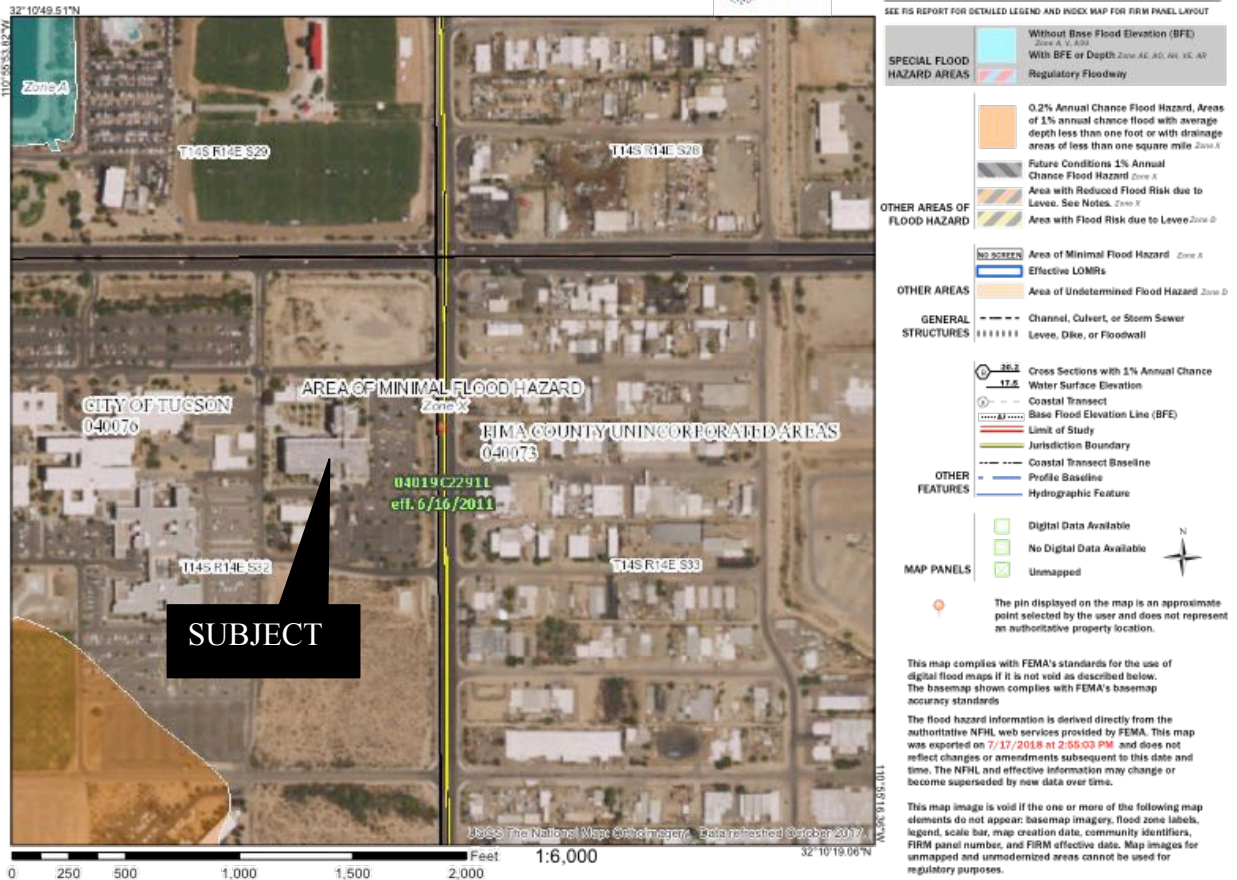 32°10'49.51"N
110°55'53.82"W
Zone A
T14S R14E S29
T14S R14E S28
AREA OF MINIMAL FLOOD HAZARD
Zone X
CITY OF TUCSON
040076
PIMA COUNTY UNINCORPORATED AREAS
040073
04019C2291L
eff. 6/16/2011
T14S R14E S32
T14S R14E S33
SUBJECT
USGS The National Map: Orthoimagery. Data refreshed October 2017.
110°55'16.36"W
32°10'19.06"N
0 250 500 1,000 1,500 2,000
Feet
1:6,000
SEE FIS REPORT FOR DETAILED LEGEND AND INDEX MAP FOR FIRM PANEL LAYOUT
SPECIAL FLOOD
HAZARD AREAS
Without Base Flood Elevation (BFE)
Zone A, V, A99
With BFE or Depth Zone AE, AO, AH, VE, AR
Regulatory Floodway
OTHER AREAS OF
FLOOD HAZARD
0.2% Annual Chance Flood Hazard, Areas
of 1% annual chance flood with average
depth less than one foot or with drainage
areas of less than one square mile Zone X
Future Conditions 1% Annual
Chance Flood Hazard Zone X
Area with Reduced Flood Risk due to
Levee. See Notes. Zone X
Area with Flood Risk due to Levee Zone D
OTHER AREAS
NO SCREEN Area of Minimal Flood Hazard Zone X
Effective LOMRs
Area of Undetermined Flood Hazard Zone D
GENERAL
STRUCTURES
Channel, Culvert, or Storm Sewer
Levee, Dike, or Floodwall
OTHER
FEATURES
20.2 Cross Sections with 1% Annual Chance
17.5 Water Surface Elevation
Coastal Transect
Base Flood Elevation Line (BFE)
Limit of Study
Jurisdiction Boundary
Coastal Transect Baseline
Profile Baseline
Hydrographic Feature
MAP PANELS
Digital Data Available
No Digital Data Available
Unmapped
N
The pin displayed on the map is an approximate
point selected by the user and does not represent
an authoritative property location.
This map complies with FEMA's standards for the use of
digital flood maps if it is not void as described below.
The basemap shown complies with FEMA's basemap
accuracy standards
The flood hazard information is derived directly from the
authoritative NFHL web services provided by FEMA. This map
was exported on 7/17/2018 at 2:55:03 PM and does not
reflect changes or amendments subsequent to this date and
time. The NFHL and effective information may change or
become superseded by new data over time.
This map image is void if the one or more of the following map
elements do not appear: basemap imagery, flood zone labels,
legend, scale bar, map creation date, community identifiers,
FIRM panel number, and FIRM effective date. Map images for
unmapped and unmodernized areas cannot be used for
regulatory purposes.